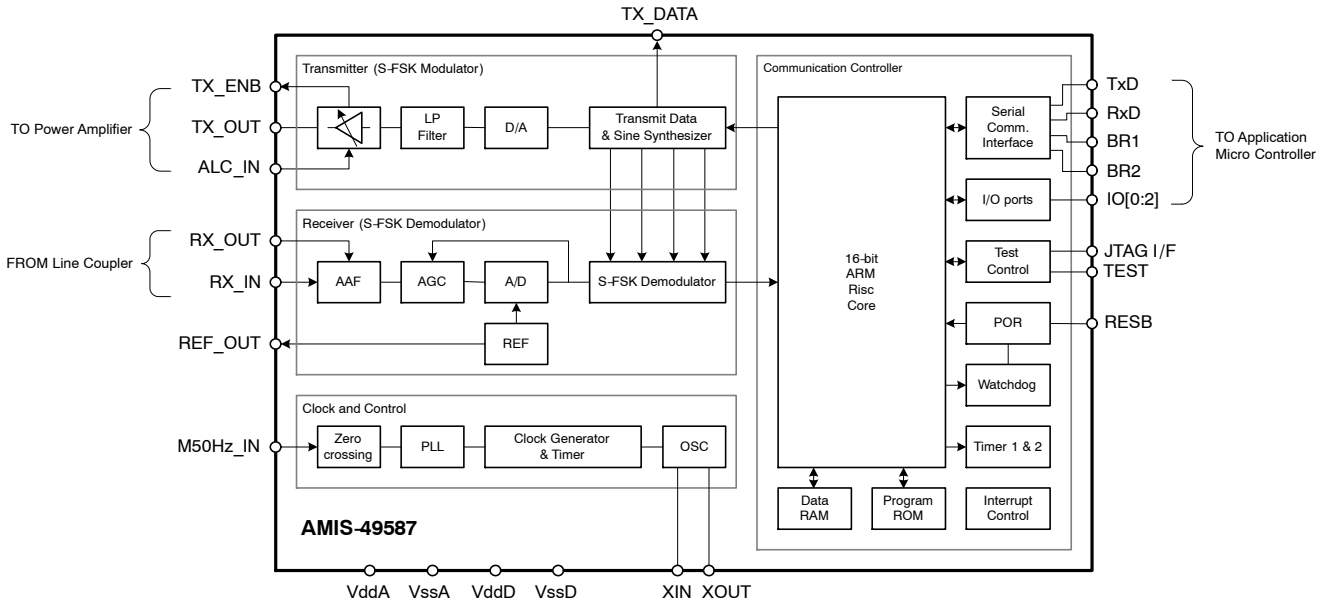 TX_DATA
Transmitter (S-FSK Modulator)
TX_ENB
TX_OUT
ALC_IN
TO Power Amplifier
LP
Filter
D/A
Transmit Data
& Sine Synthesizer
Receiver (S-FSK Demodulator)
RX_OUT
RX_IN
REF_OUT
FROM Line Coupler
AAF
AGC
A/D
S-FSK Demodulator
REF
Clock and Control
M50Hz_IN
Zero
crossing
PLL
Clock Generator
& Timer
OSC
AMIS-49587
VddA
VssA
VddD
VssD
XIN
XOUT
Communication Controller
16-bit
ARM
Risc
Core
Serial
Comm.
Interface
I/O ports
Test
Control
POR
Watchdog
Timer 1 & 2
Data
RAM
Program
ROM
Interrupt
Control
TxD
RxD
BR1
BR2
IO[0:2]
JTAG I/F
TEST
RESB
TO Application
Micro Controller